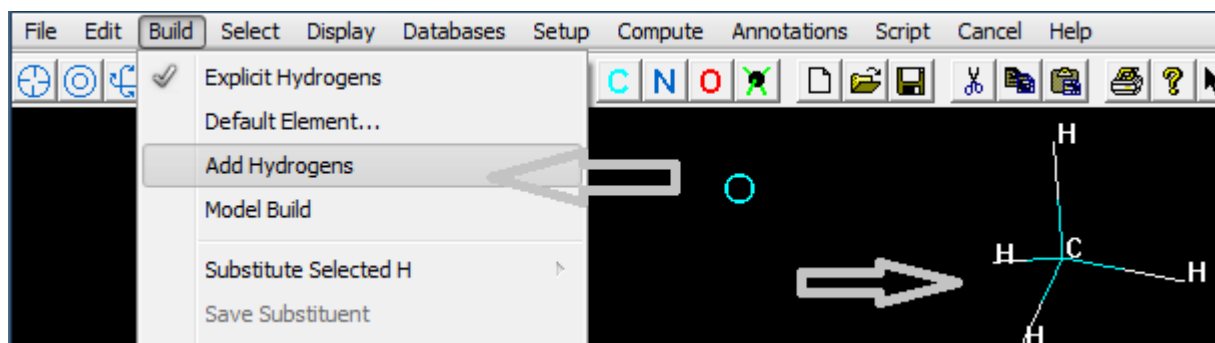 File Edit Build Select Display Databases Setup Compute Annotations Script Cancel Help
C N O
Explicit Hydrogens
Default Element...
Add Hydrogens
Model Build
Substitute Selected H
Save Substituent
H
H C H
H